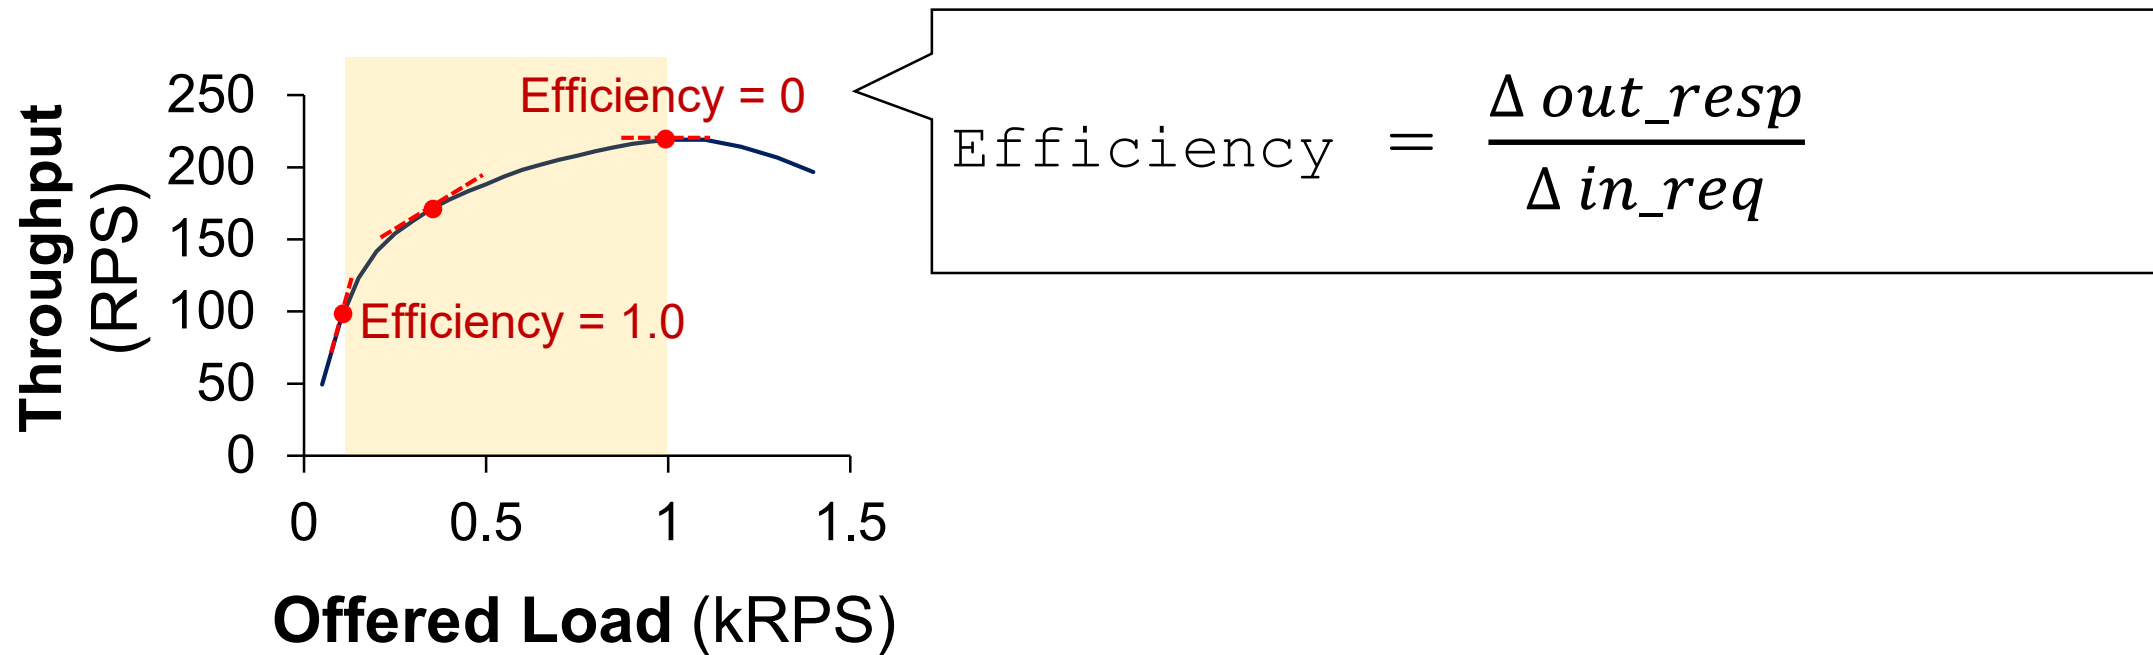 Throughput
(RPS)
250
200
150
100
50
0
Efficiency = 0
Efficiency = 1.0
0 0.5 1 1.5
Offered Load (kRPS)
Efficiency = Δ out_resp
Δ in_req